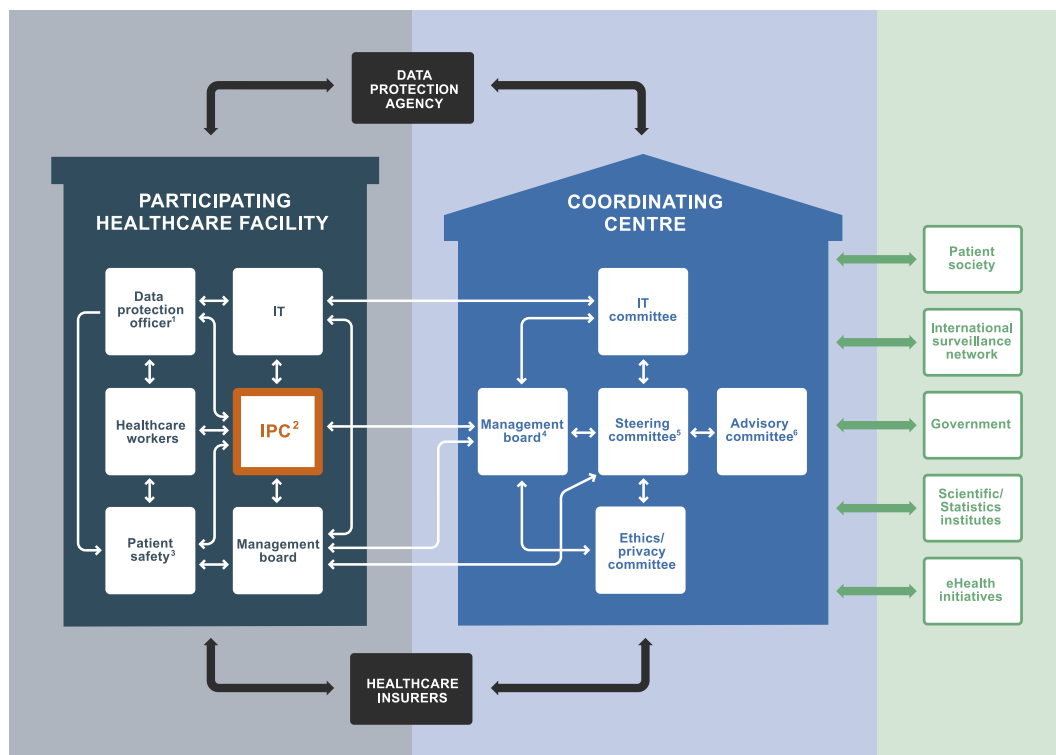 DATA
PROTECTION
AGENCY
PARTICIPATING
HEALTHCARE FACILITY
Data
protection
officer¹
IT
Healthcare
workers
IPC²
Patient
safety³
Management
board
COORDINATING
CENTRE
IT
committee
Management
board⁴
Steering
committee⁵
Advisory
committee⁶
Ethics/
privacy
committee
Patient
society
International
surveillance
network
Government
Scientific/
Statistics
institutes
eHealth
initiatives
HEALTHCARE
INSURERS